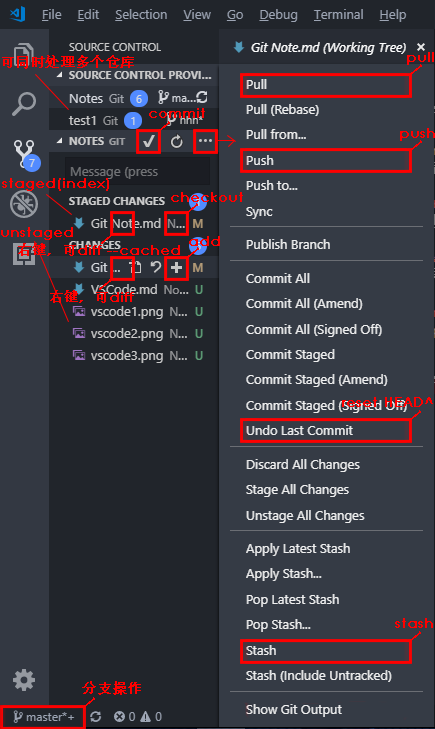 File Edit Selection View Go Debug Terminal Help
SOURCE CONTROL
Git Note.md (Working Tree)
可同时处理多个仓库
SOURCE CONTROL PROVI...
pull
Pull
Notes Git 6 ma...
commit
Pull (Rebase)
test1 Git 1
Pull from...
NOTES GIT
push
Push
Message (press
Push to...
staged(index)
checkout
STAGED CHANGES
Sync
Git Note.md N... M
unstaged
add
CHANGES
Publish Branch
右键，可diff --cached
Git ... M
Commit All
VSCode.md No... U
右键，可diff
Commit All (Amend)
vscode1.png N... U
Commit All (Signed Off)
vscode2.png N... U
Commit Staged
vscode3.png N... U
Commit Staged (Amend)
7
Commit Staged (Signed Off)
reset HEAD^
Undo Last Commit
Discard All Changes
Stage All Changes
Unstage All Changes
Apply Latest Stash
Apply Stash...
Pop Latest Stash
Pop Stash...
stash
Stash
Stash (Include Untracked)
分支操作
Show Git Output
master*+ 0 0